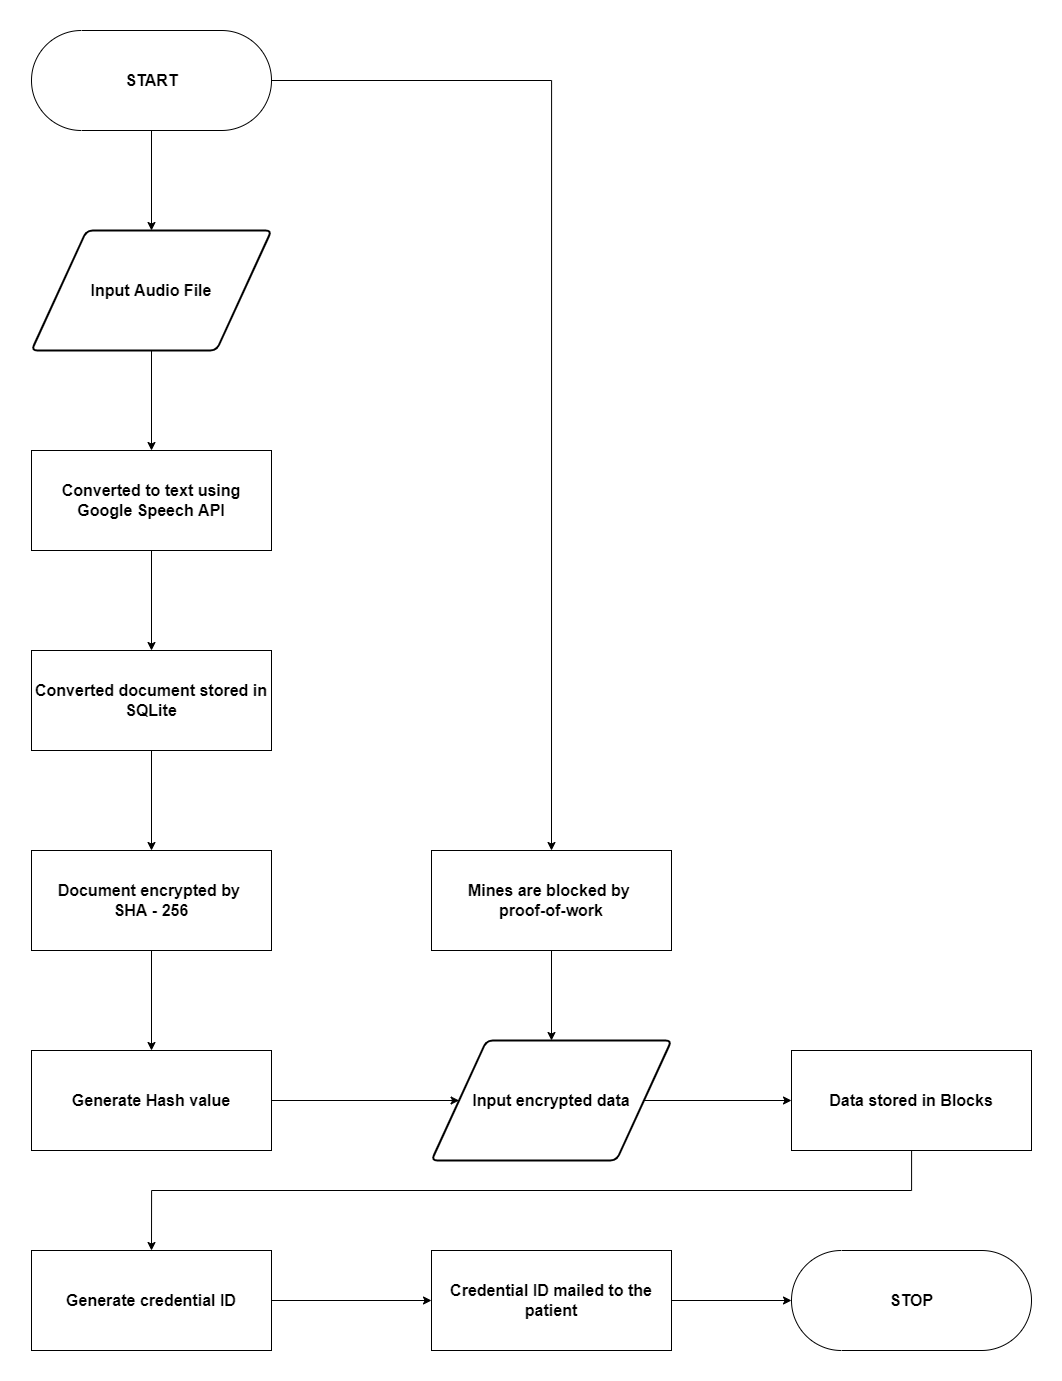 START
Input Audio File
Converted to text using
Google Speech API
Converted document stored in
SQLite
Document encrypted by
SHA - 256
Mines are blocked by
proof-of-work
Generate Hash value
Input encrypted data
Data stored in Blocks
Generate credential ID
Credential ID mailed to the
patient
STOP